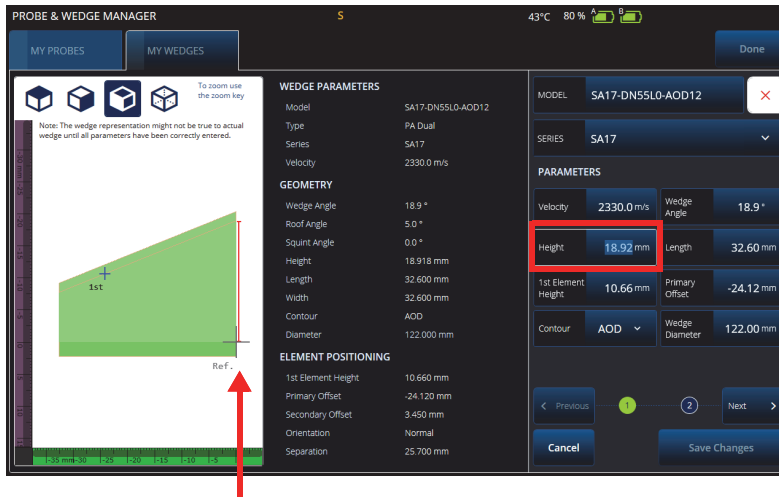 PROBE & WEDGE MANAGER
S
43°C 80 % A B
MY PROBES
MY WEDGES
Done
To zoom use
the zoom key
Note: The wedge representation might not be true to actual
wedge until all parameters have been correctly entered.
1st
Ref.
-35 mm -30 -25 -20 -15 -10 -5
WEDGE PARAMETERS
Model SA17-DN55L0-AOD12
Type PA Dual
Series SA17
Velocity 2330.0 m/s
GEOMETRY
Wedge Angle 18.9 °
Roof Angle 5.0 °
Squint Angle 0.0 °
Height 18.918 mm
Length 32.600 mm
Width 32.600 mm
Contour AOD
Diameter 122.000 mm
ELEMENT POSITIONING
1st Element Height 10.660 mm
Primary Offset -24.120 mm
Secondary Offset 3.450 mm
Orientation Normal
Separation 25.700 mm
MODEL SA17-DN55L0-AOD12
SERIES SA17
PARAMETERS
Velocity 2330.0 m/s
Wedge
Angle
18.9 °
Height 18.92 mm
Length 32.60 mm
1st Element
Height
10.66 mm
Primary
Offset
-24.12 mm
Contour AOD
Wedge
Diameter
122.00 mm
Previous 1 2 Next
Cancel
Save Changes